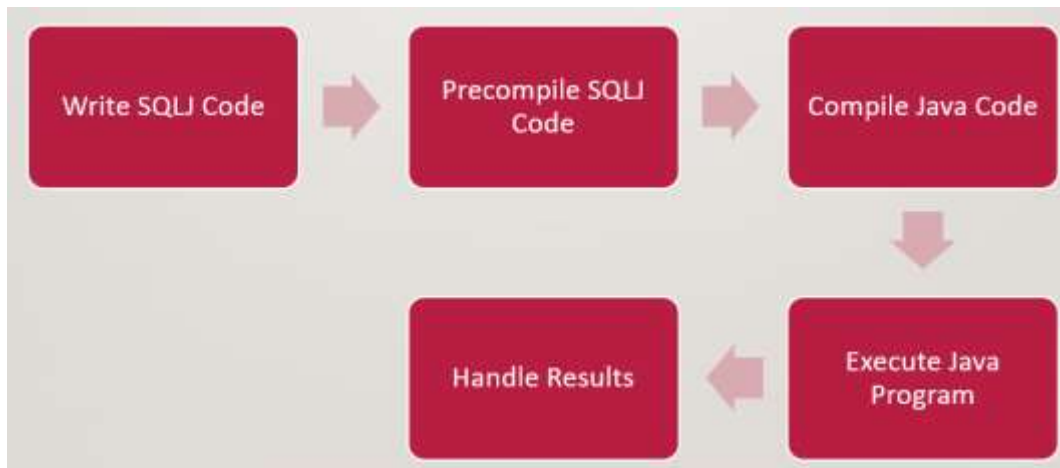 Write SQLJ Code
Precompile SQLJ
Code
Compile Java Code
Execute Java
Program
Handle Results